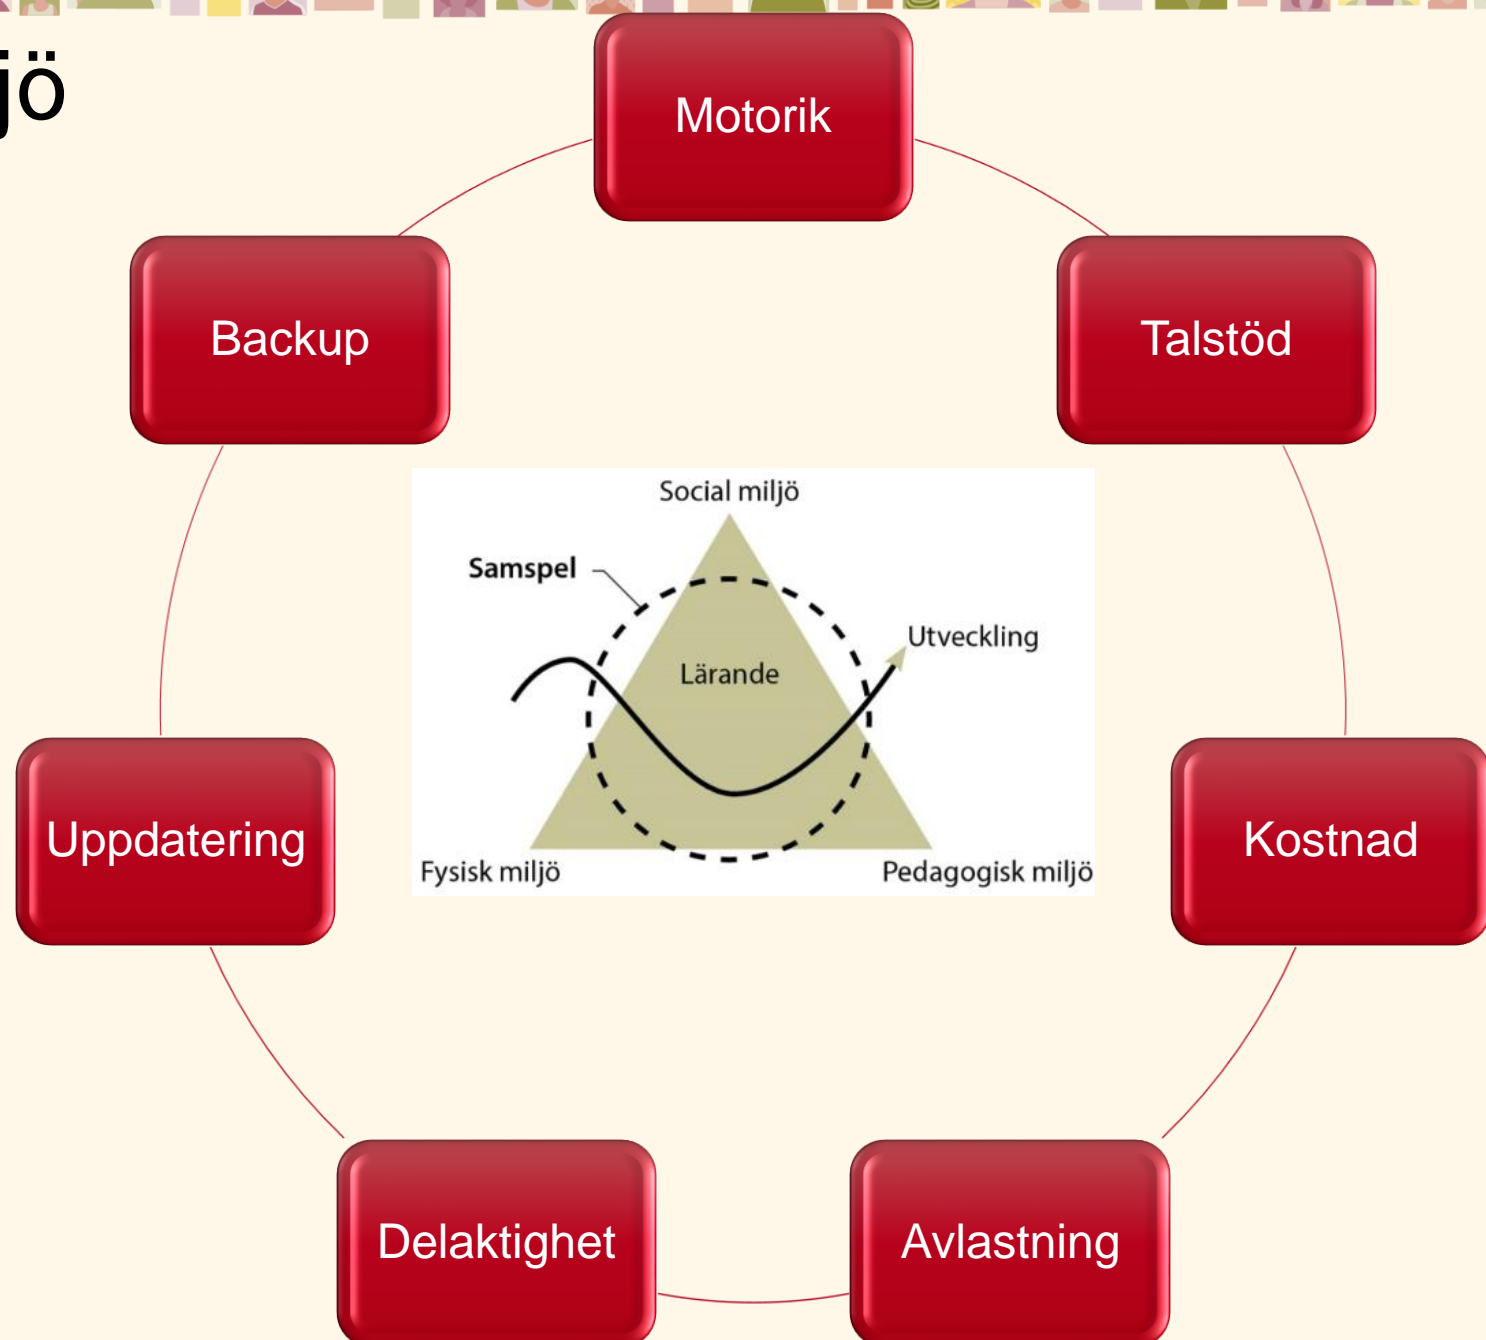 jö
Motorik
Backup
Talstöd
Social miljö
Samspel
Utveckling
Lärande
Fysisk miljö
Pedagogisk miljö
Uppdatering
Kostnad
Delaktighet
Avlastning